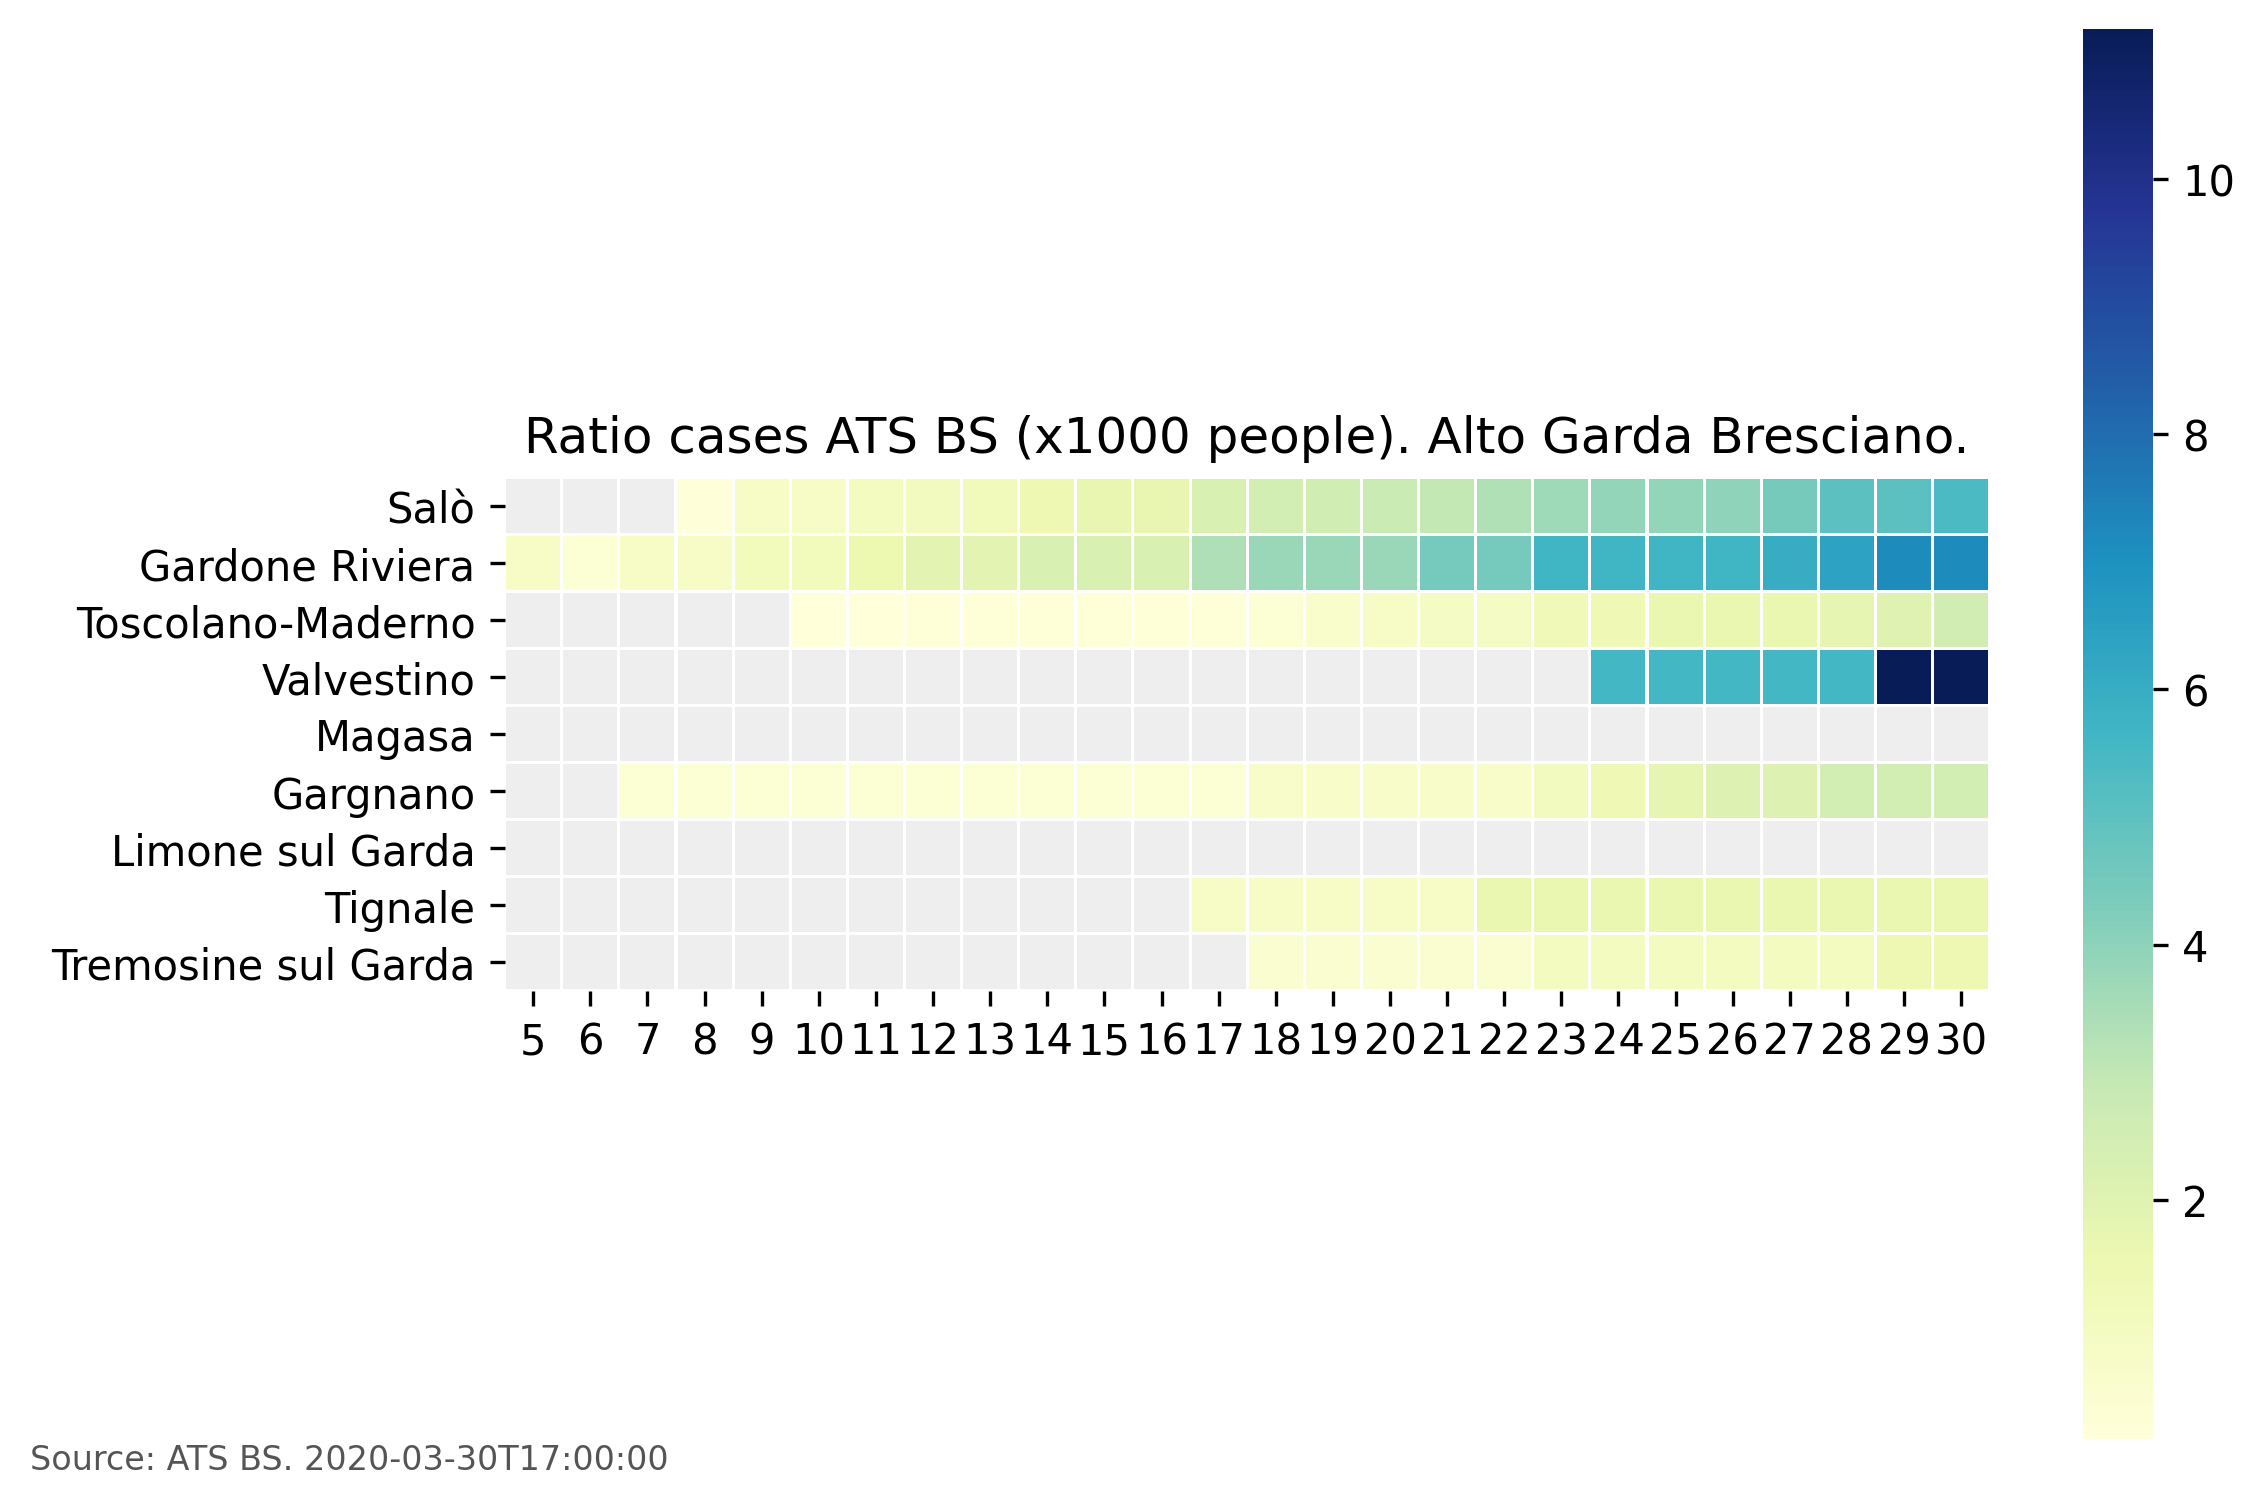 Ratio cases ATS BS (x1000 people). Alto Garda Bresciano.
Salò
Gardone Riviera
Toscolano-Maderno
Valvestino
Magasa
Gargnano
Limone sul Garda
Tignale
Tremosine sul Garda
5 6 7 8 9 10 11 12 13 14 15 16 17 18 19 20 21 22 23 24 25 26 27 28 29 30
10
8
6
4
2
Source: ATS BS. 2020-03-30T17:00:00